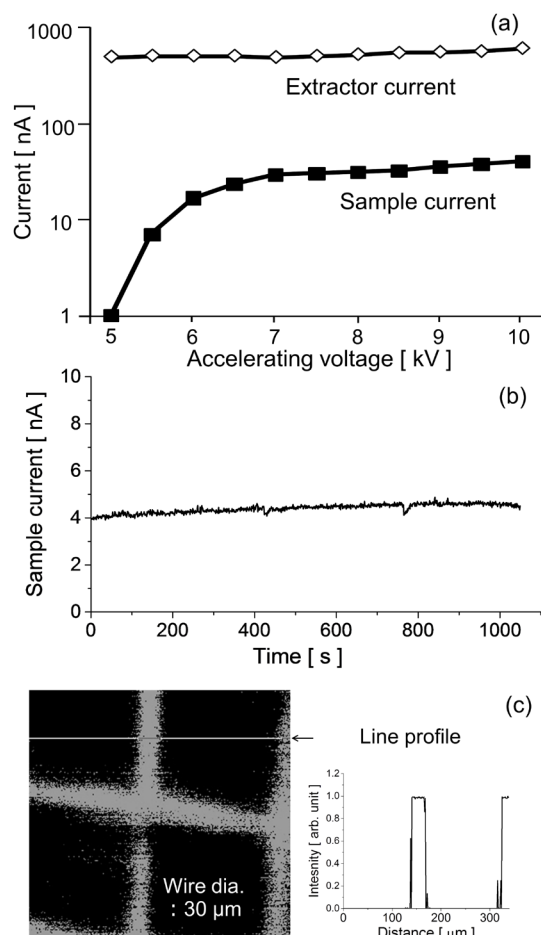 (a)
1000
100
10
1
Current [ nA]
Extractor current
Sample current
5 6 7 8 9 10
Accelerating voltage [ kV]
(b)
10
8
6
4
2
0
Sample current [ nA]
0 200 400 600 800 1000
Time [ s ]
(c)
Line profile
Wire dia.
: 30 µm
1.2
1.0
0.8
0.6
0.4
0.2
0.0
Intesnity [ arb. unit ]
0 100 200 300
Distance [ µm]